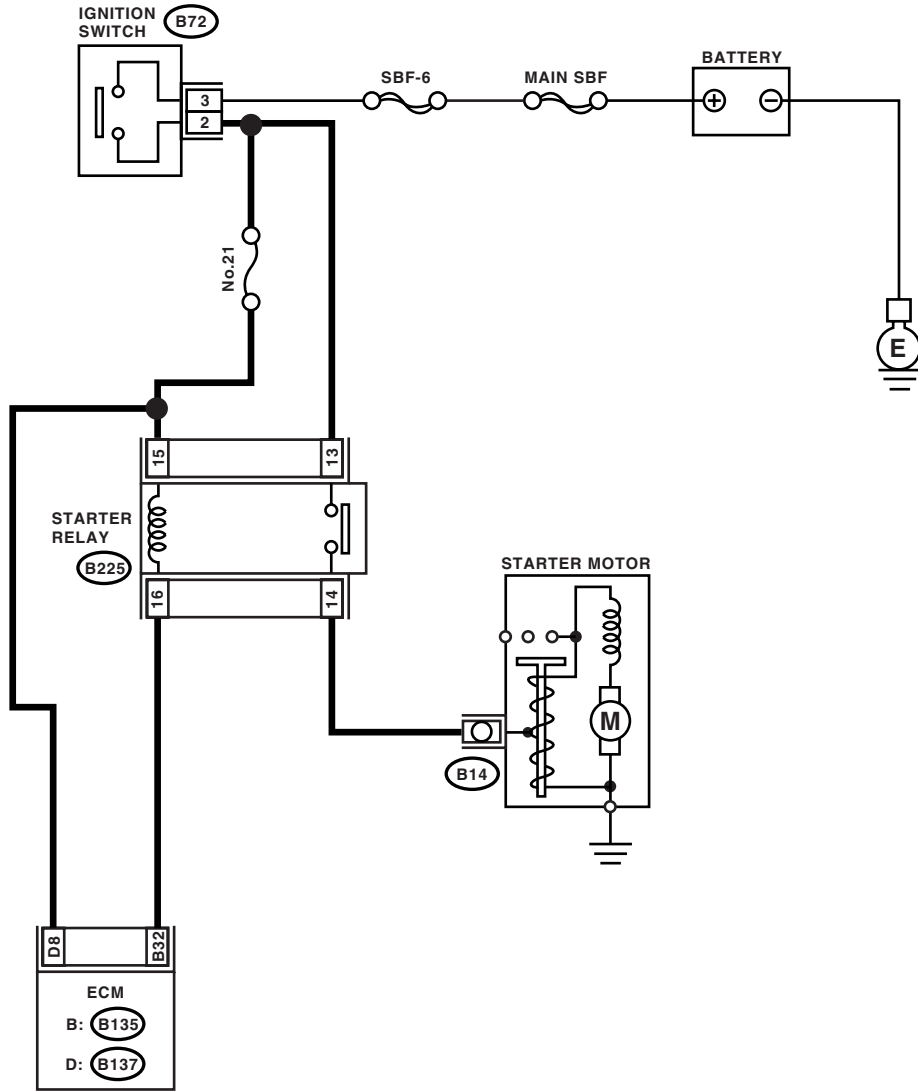 IGNITION
SWITCH
B72
3
2
SBF-6
MAIN SBF
BATTERY
+
−
E
No.21
15
13
STARTER
RELAY
B225
16
14
STARTER MOTOR
M
B14
D8
B32
ECM
B: B135
D: B137